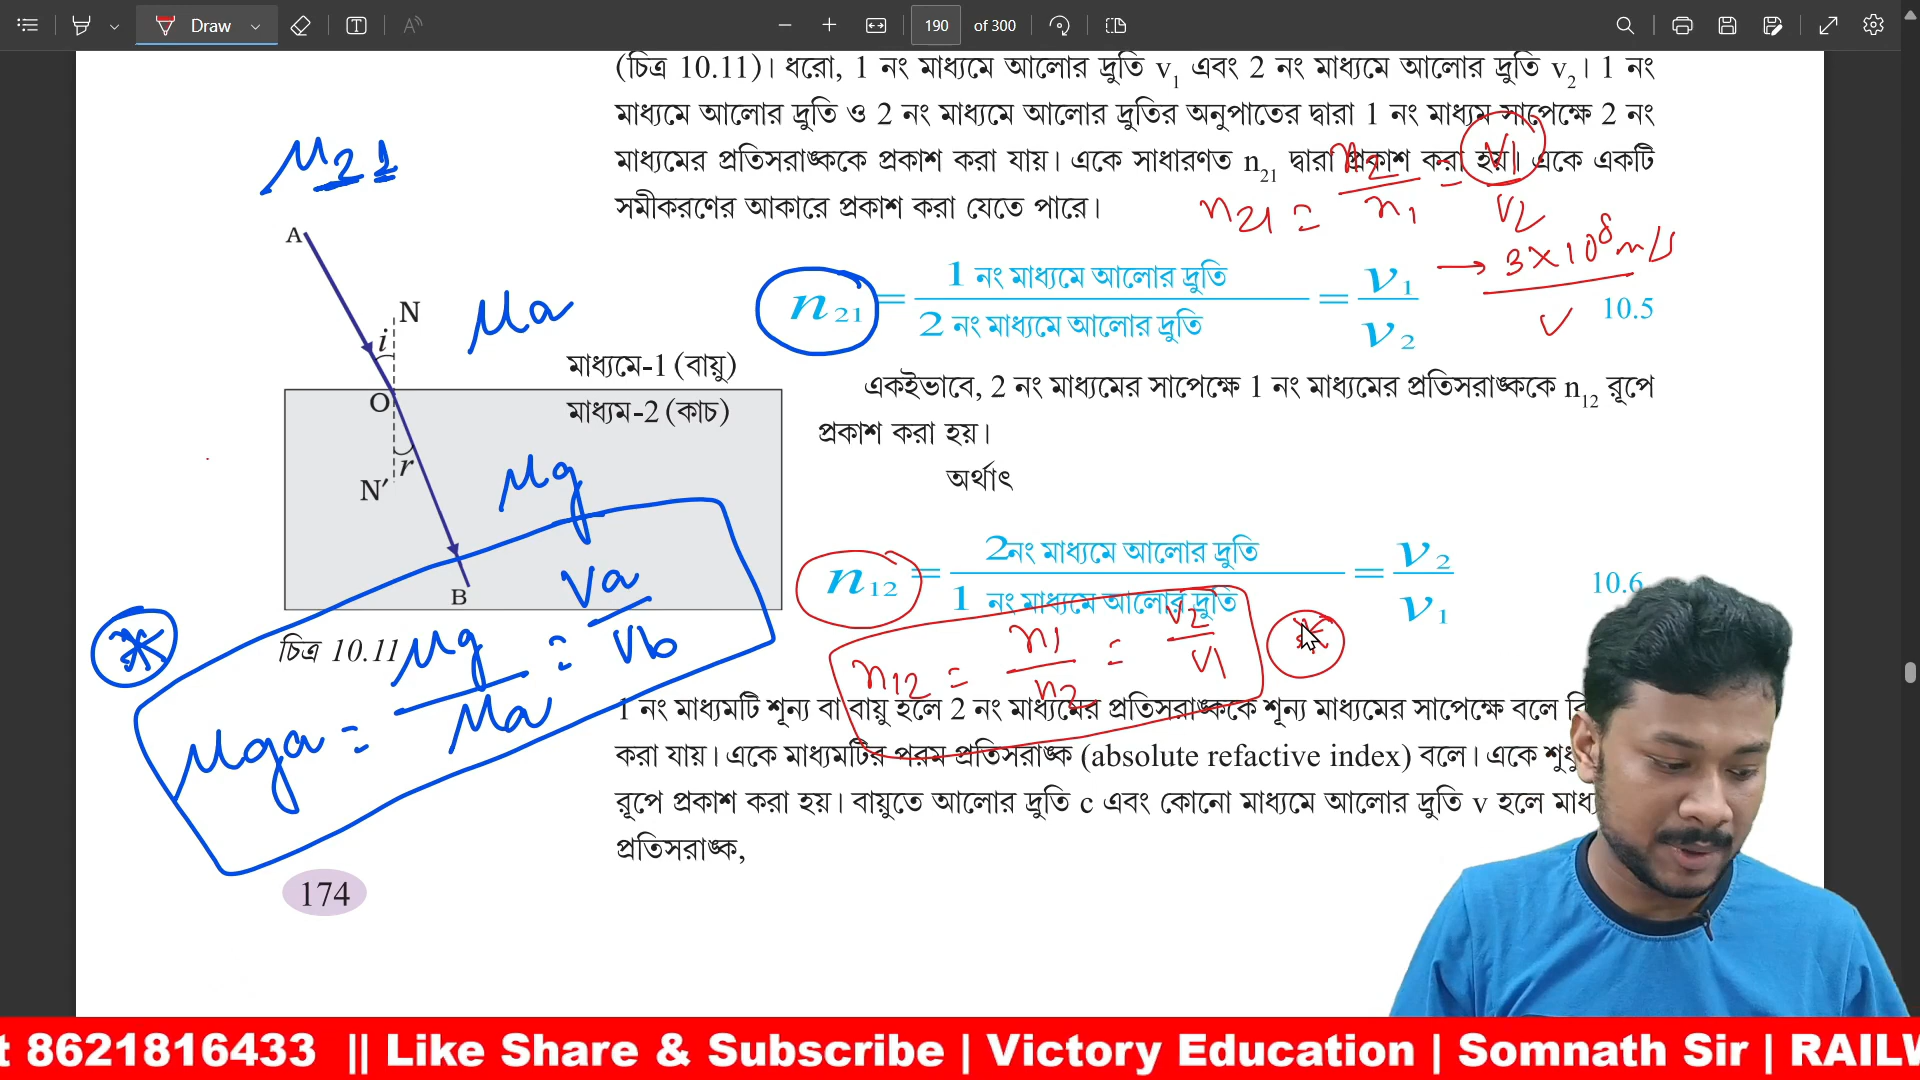 Draw
190 of 300
(চিত্র 10.11)। ধরো, 1 নং মাধ্যমে আলোর দ্রুতি v1 এবং 2 নং মাধ্যমে আলোর দ্রুতি v2। 1 নং
মাধ্যমে আলোর দ্রুতি ও 2 নং মাধ্যমে আলোর দ্রুতির অনুপাতের দ্বারা 1 নং মাধ্যম সাপেক্ষে 2 নং
মাধ্যমের প্রতিসরাঙ্ককে প্রকাশ করা যায়। একে সাধারণত n21 দ্বারা প্রকাশ করা হয়। একে একটি
সমীকরণের আকারে প্রকাশ করা যেতে পারে।
n21 = n2/n1 = v1/v2
→ 3×10^8 m/s / v
n21 = 1 নং মাধ্যমে আলোর দ্রুতি / 2 নং মাধ্যমে আলোর দ্রুতি = v1/v2 10.5
একইভাবে, 2 নং মাধ্যমের সাপেক্ষে 1 নং মাধ্যমের প্রতিসরাঙ্ককে n12 রূপে
প্রকাশ করা হয়।
অর্থাৎ
n12 = 2নং মাধ্যমে আলোর দ্রুতি / 1 নং মাধ্যমে আলোর দ্রুতি = v2/v1 10.6
n12 = n1/n2 = v2/v1
1 নং মাধ্যমটি শূন্য বা বায়ু হলে 2 নং মাধ্যমের প্রতিসরাঙ্ককে শূন্য মাধ্যমের সাপেক্ষে বলে
করা যায়। একে মাধ্যমটির পরম প্রতিসরাঙ্ক (absolute refactive index) বলে। একে শুধু
রূপে প্রকাশ করা হয়। বায়ুতে আলোর দ্রুতি c এবং কোনো মাধ্যমে আলোর দ্রুতি v হলে
প্রতিসরাঙ্ক,
μ21
A
N
i
μa
মাধ্যমে-1 (বায়ু)
O
মাধ্যম-2 (কাচ)
r
N′
μg
B
চিত্র 10.11
μga = μg/μa = va/vb
174
8621816433 || Like Share & Subscribe | Victory Education | Somnath Sir |